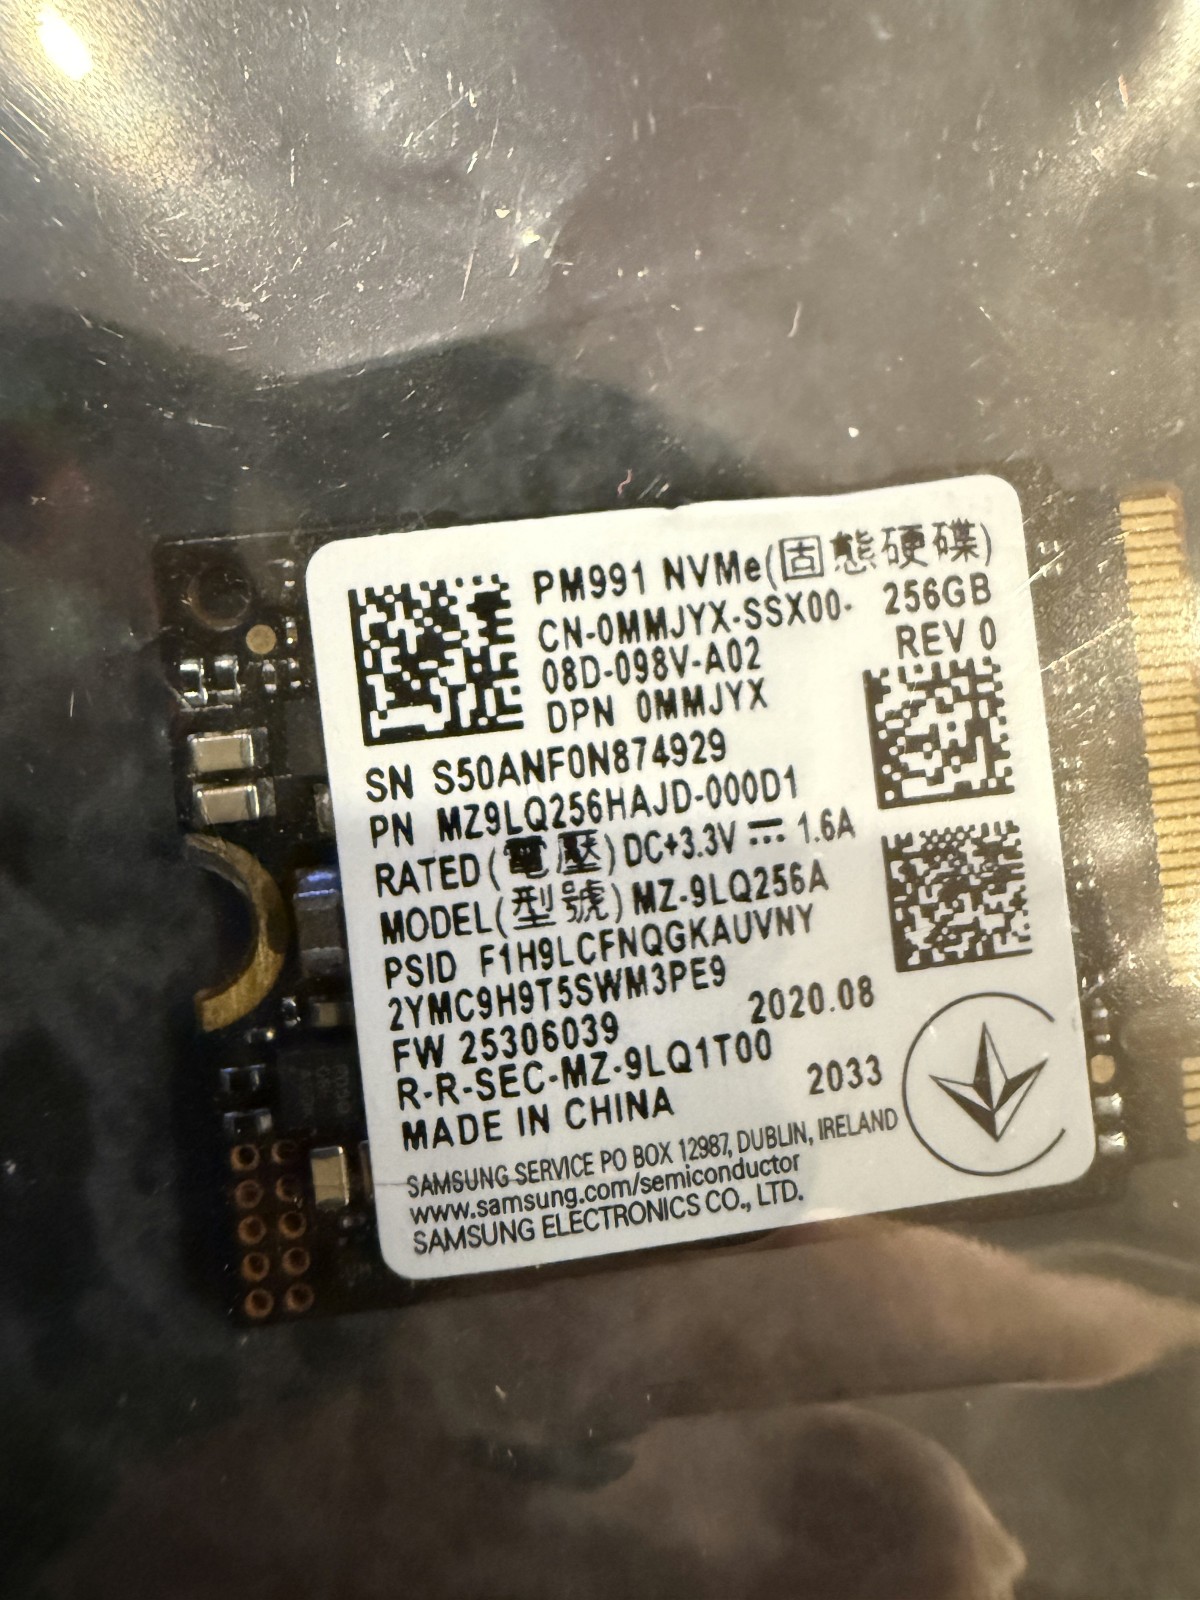 PM991 NVMe(固態硬碟)
CN-0MMJYX-SSX00- 256GB
08D-098V-A02 REV 0
DPN 0MMJYX
SN S50ANF0N874929
PN MZ9LQ256HAJD-000D1
RATED(電壓)DC+3.3V ⎓ 1.6A
MODEL(型號)MZ-9LQ256A
PSID F1H9LCFNQGKAUVNY
2YMC9H9T5SWM3PE9
FW 25306039 2020.08
R-R-SEC-MZ-9LQ1T00
MADE IN CHINA 2033
SAMSUNG SERVICE PO BOX 12987, DUBLIN, IRELAND
www.samsung.com/semiconductor
SAMSUNG ELECTRONICS CO., LTD.